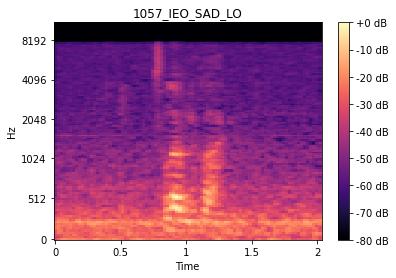 1057_IEO_SAD_LO
+0 dB
8192
-10 dB
4096
-20 dB
-30 dB
2048
Hz
-40 dB
1024
-50 dB
512
-60 dB
-70 dB
0
-80 dB
0 0.5 1 1.5 2
Time